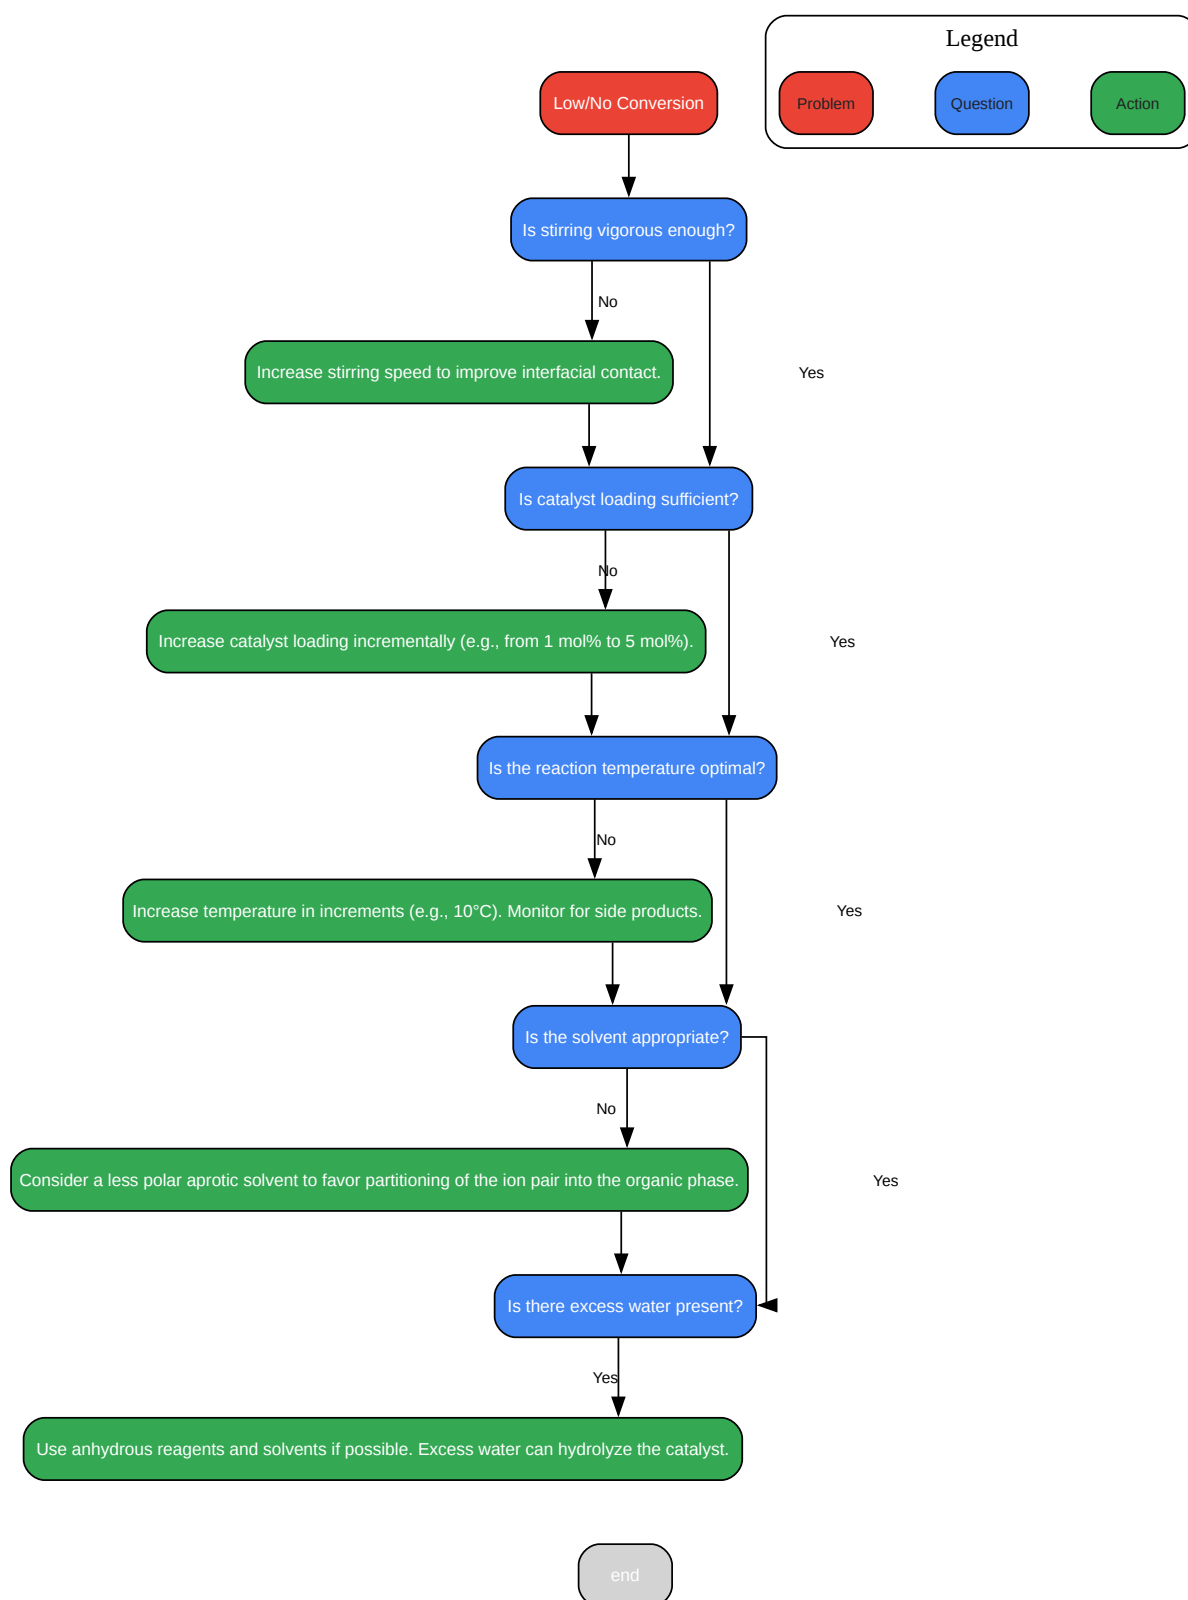 Legend
Problem
Question
Action
Low/No Conversion
Is stirring vigorous enough?
No
Increase stirring speed to improve interfacial contact.
Yes
Is catalyst loading sufficient?
No
Increase catalyst loading incrementally (e.g., from 1 mol% to 5 mol%).
Yes
Is the reaction temperature optimal?
No
Increase temperature in increments (e.g., 10°C). Monitor for side products.
Yes
Is the solvent appropriate?
No
Consider a less polar aprotic solvent to favor partitioning of the ion pair into the organic phase.
Yes
Is there excess water present?
Yes
Use anhydrous reagents and solvents if possible. Excess water can hydrolyze the catalyst.
end